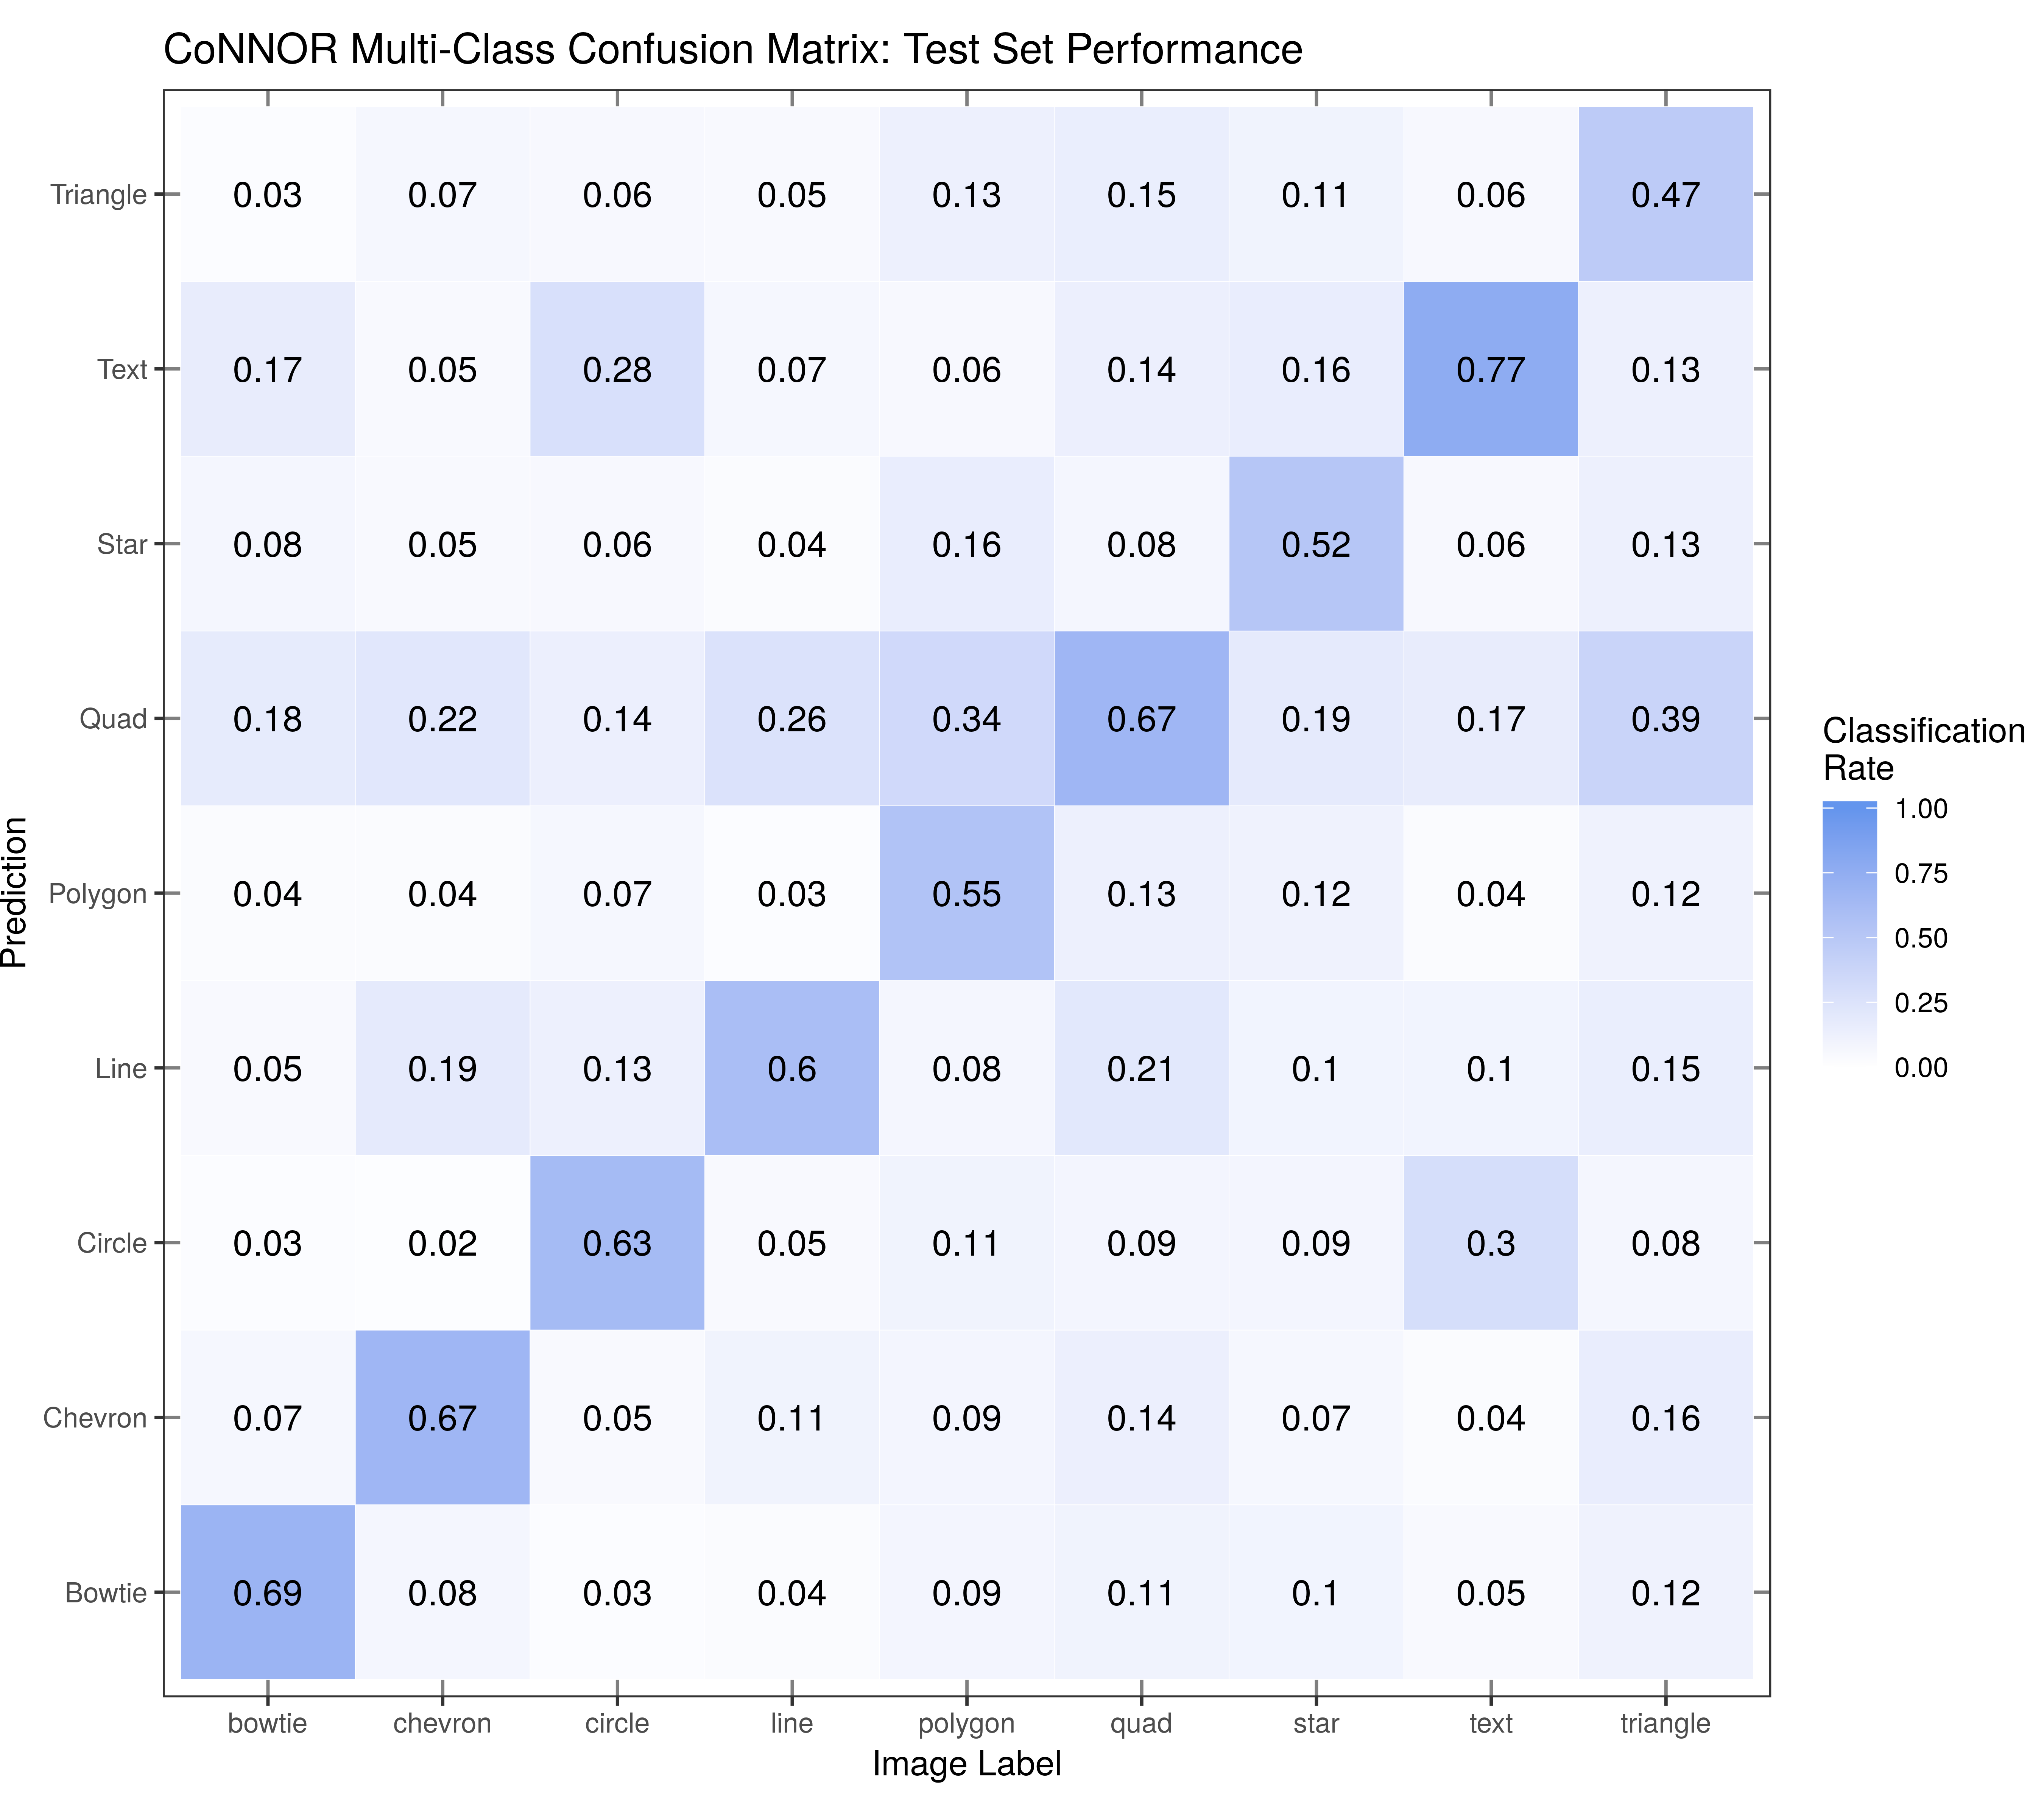 CoNNOR Multi-Class Confusion Matrix: Test Set Performance
Triangle 0.03 0.07 0.06 0.05 0.13 0.15 0.11 0.06 0.47
Text 0.17 0.05 0.28 0.07 0.06 0.14 0.16 0.77 0.13
Star 0.08 0.05 0.06 0.04 0.16 0.08 0.52 0.06 0.13
Quad 0.18 0.22 0.14 0.26 0.34 0.67 0.19 0.17 0.39
Polygon 0.04 0.04 0.07 0.03 0.55 0.13 0.12 0.04 0.12
Line 0.05 0.19 0.13 0.6 0.08 0.21 0.1 0.1 0.15
Circle 0.03 0.02 0.63 0.05 0.11 0.09 0.09 0.3 0.08
Chevron 0.07 0.67 0.05 0.11 0.09 0.14 0.07 0.04 0.16
Bowtie 0.69 0.08 0.03 0.04 0.09 0.11 0.1 0.05 0.12
bowtie chevron circle line polygon quad star text triangle
Image Label
Prediction
Classification
Rate
1.00
0.75
0.50
0.25
0.00